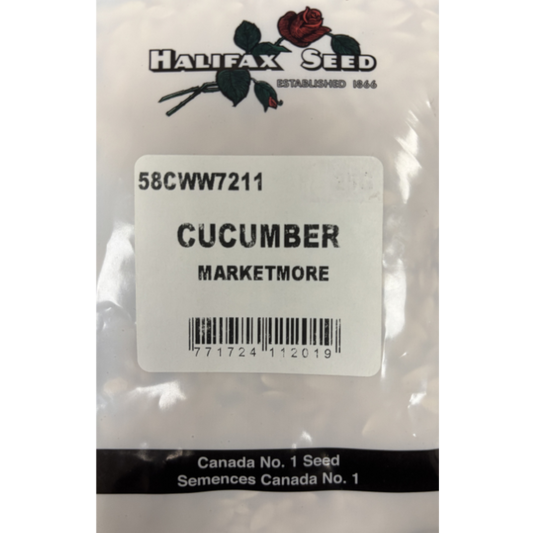 HALIFAX SEED
ESTABLISHED 1866
58CWW7211
CUCUMBER
MARKETMORE
771724 112019
Canada No. 1 Seed
Semences Canada No. 1